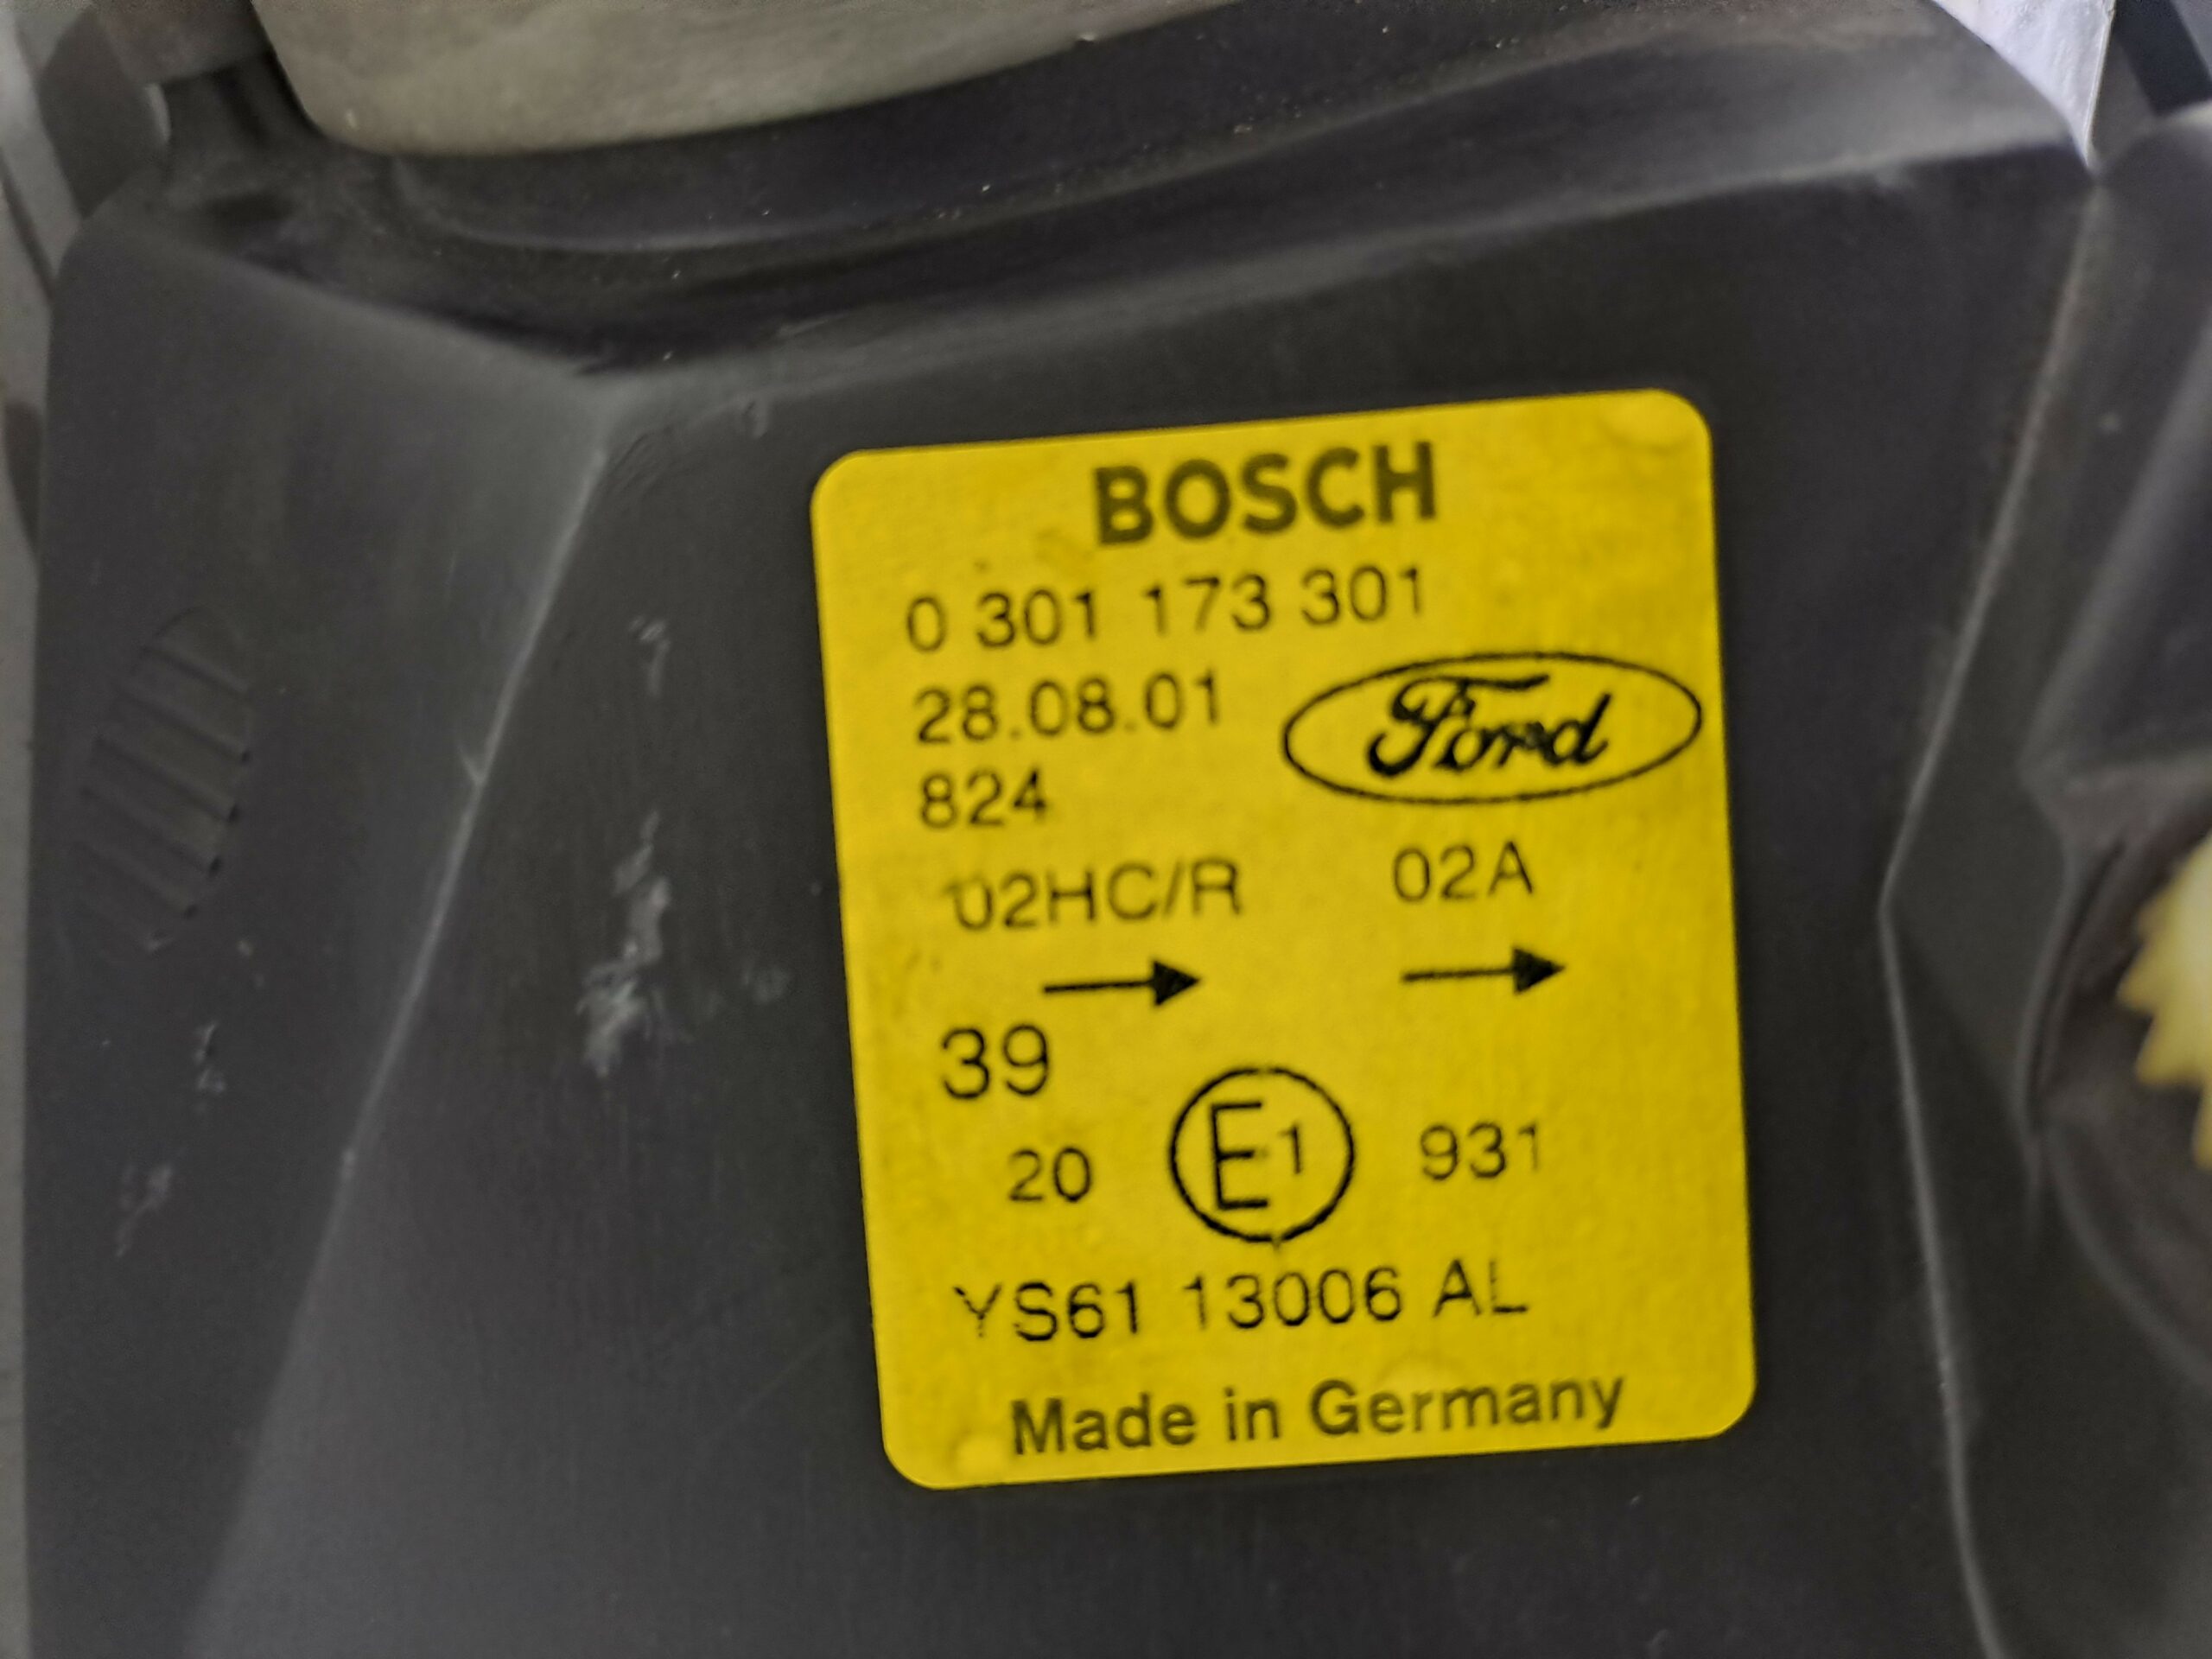 BOSCH
0 301 173 301
28.08.01
Ford
824
02HC/R 02A
39
20 E1 931
YS61 13006 AL
Made in Germany